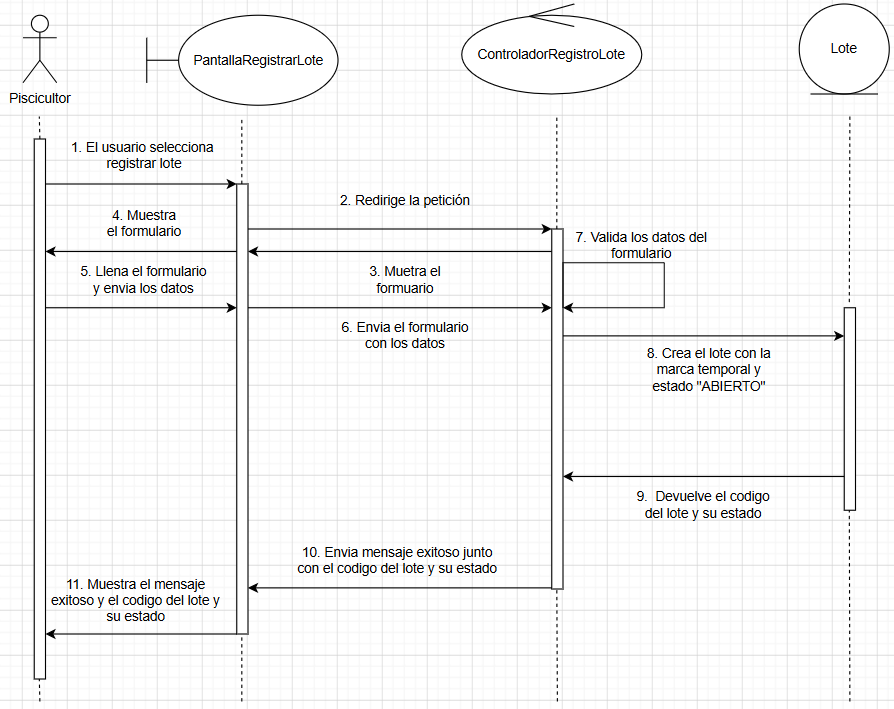 Piscicultor
PantallaRegistrarLote
ControladorRegistroLote
Lote
1. El usuario selecciona
registrar lote
2. Redirige la petición
3. Muetra el
formuario
4. Muestra
el formulario
5. Llena el formulario
y envia los datos
6. Envia el formulario
con los datos
7. Valida los datos del
formulario
8. Crea el lote con la
marca temporal y
estado "ABIERTO"
9. Devuelve el codigo
del lote y su estado
10. Envia mensaje exitoso junto
con el codigo del lote y su estado
11. Muestra el mensaje
exitoso y el codigo del lote y
su estado